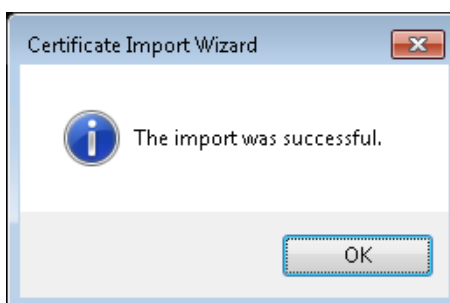 Certificate Import Wizard
The import was successful.
OK